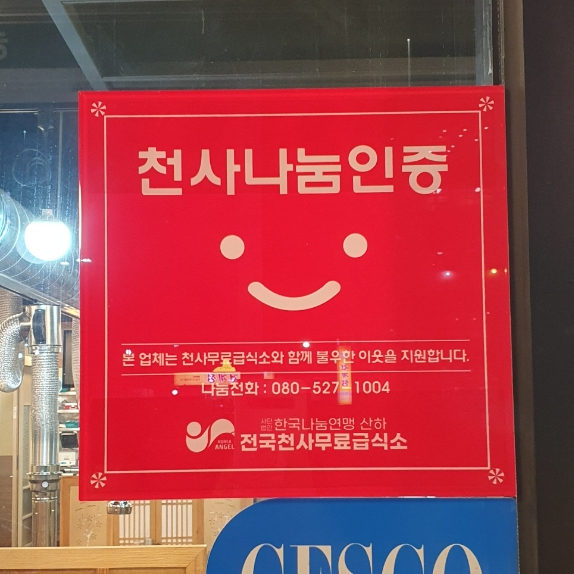 천사나눔인증
본 업체는 천사무료급식소와 함께 불우한 이웃을 지원합니다.
나눔전화 : 080-527-1004
사단법인 한국나눔연맹 산하
KOREA ANGEL 전국천사무료급식소
CESCO